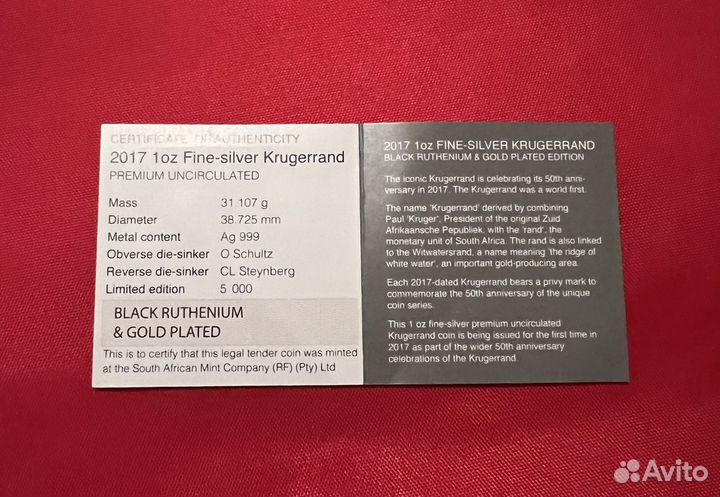 CERTIFICATE OF AUTHENTICITY
2017 1oz Fine-silver Krugerrand
PREMIUM UNCIRCULATED
Mass 31.107 g
Diameter 38.725 mm
Metal content Ag 999
Obverse die-sinker O Schultz
Reverse die-sinker CL Steynberg
Limited edition 5 000
BLACK RUTHENIUM
& GOLD PLATED
This is to certify that this legal tender coin was minted
at the South African Mint Company (RF) (Pty) Ltd
2017 1oz FINE-SILVER KRUGERRAND
BLACK RUTHENIUM & GOLD PLATED EDITION
The iconic Krugerrand is celebrating its 50th anni-
versary in 2017. The Krugerrand was a world first.
The name 'Krugerrand' derived by combining
Paul 'Kruger', President of the original Zuid
Afrikaansche Pepubliek, with the 'rand', the
monetary unit of South Africa. The rand is also linked
to the Witwatersrand, a name meaning 'the ridge of
white water', an important gold-producing area.
Each 2017-dated Krugerrand bears a privy mark to
commemorate the 50th anniversary of the unique
coin series.
This 1 oz fine-silver premium uncirculated
Krugerrand coin is being issued for the first time in
2017 as part of the wider 50th anniversary
celebrations of the Krugerrand.
Avito